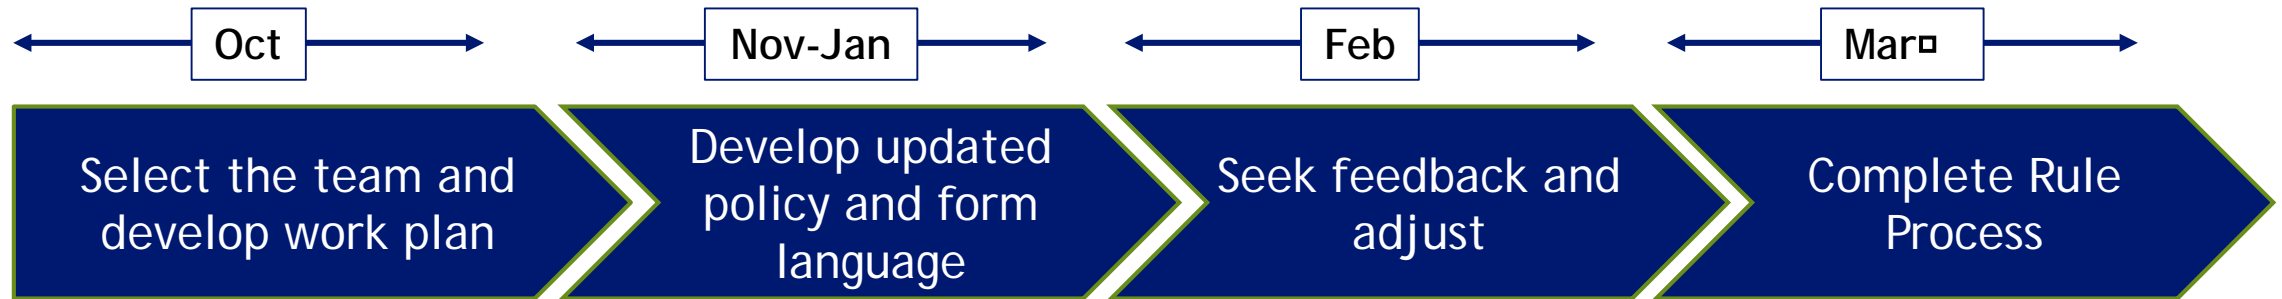 Oct
Nov-Jan
Feb
Mar
Select the team and
develop work plan
Develop updated
policy and form
language
Seek feedback and
adjust
Complete Rule
Process